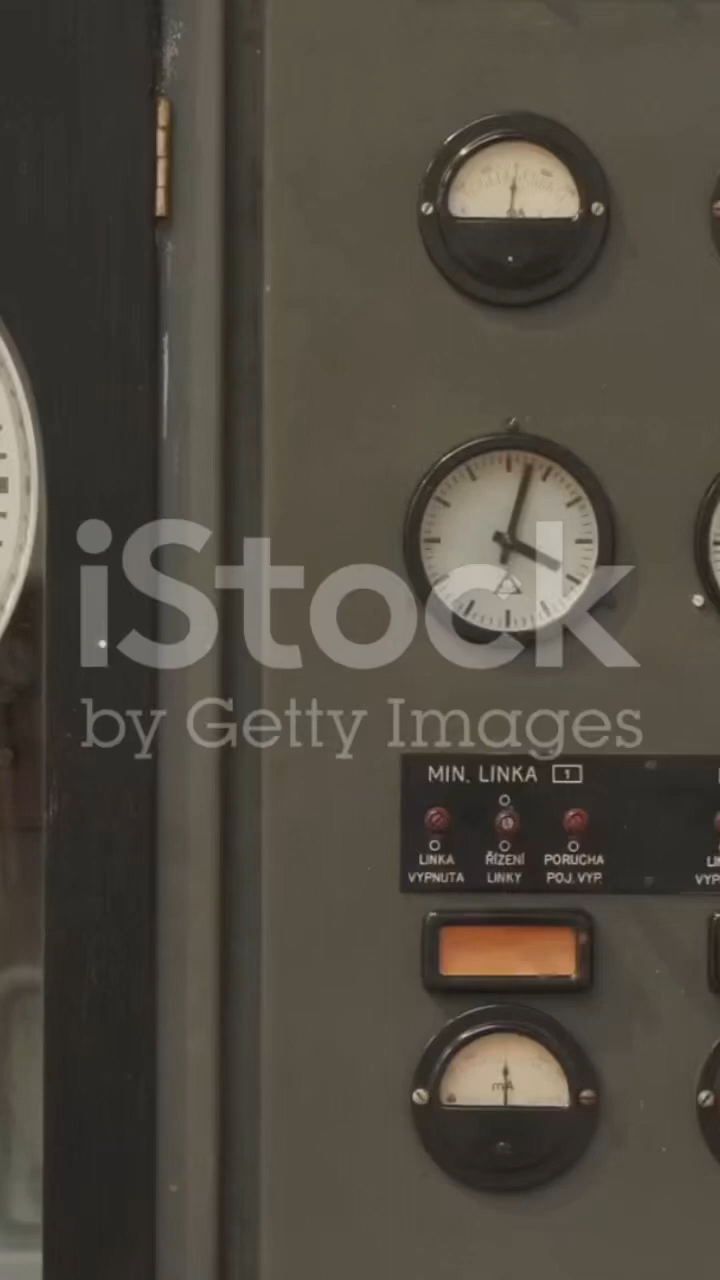 iStock
by Getty Images
MIN. LINKA 1
LINKA
VYPNUTA
ŘÍZENÍ
LINKY
PORUCHA
POJ. VYP.
mA